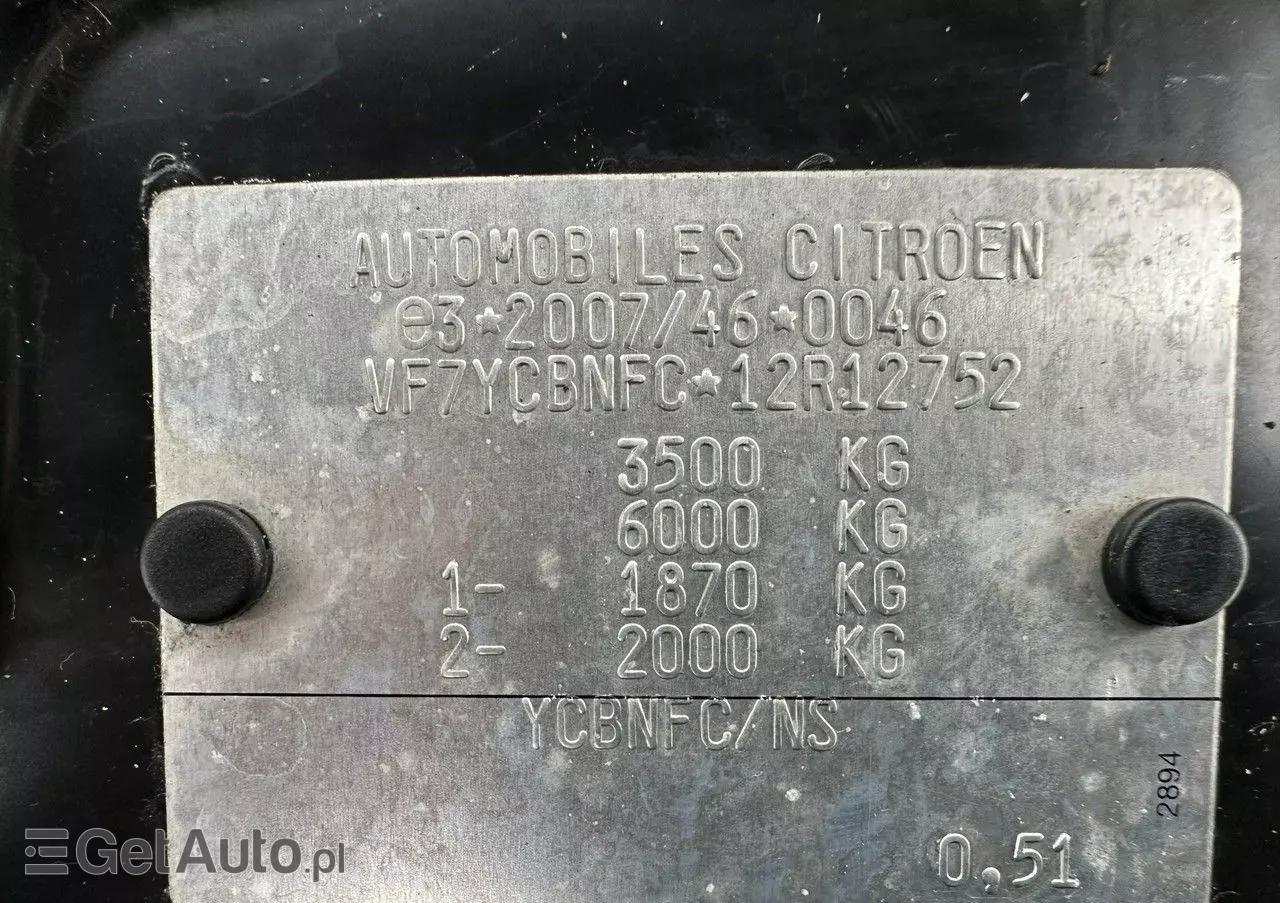 AUTOMOBILES CITROEN
e3*2007/46*0046
VF7YCBNFC*12R12752
3500 KG
6000 KG
1- 1870 KG
2- 2000 KG
YCBNFC/NS
2894
0,51
GetAuto.pl